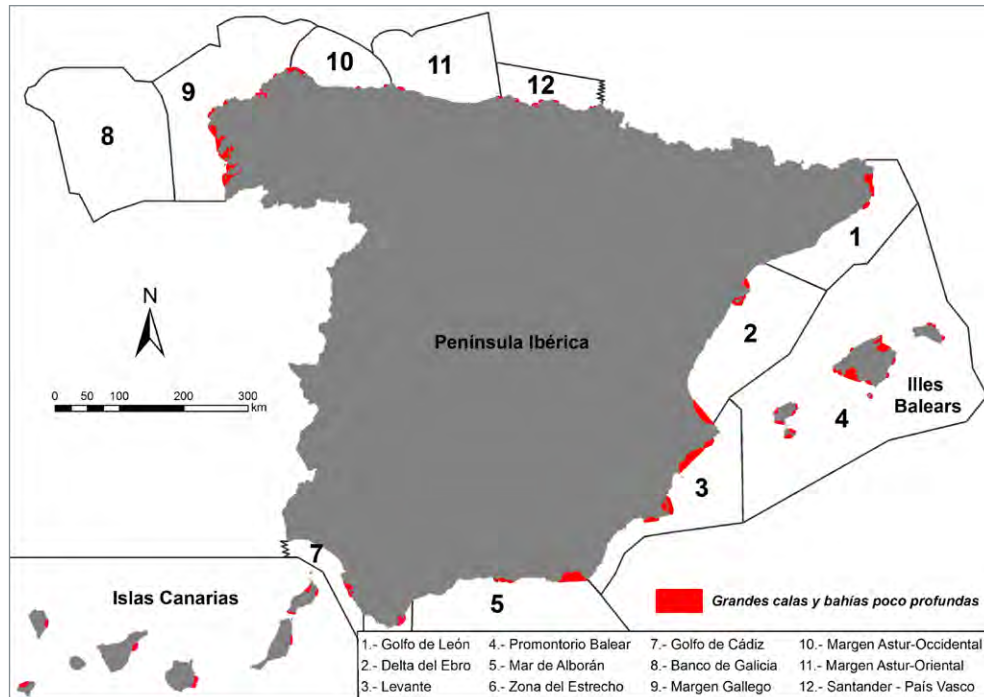 10
11
12
9
8
1
2
N
Península Ibérica
0 25 50 100 200 300
km
Illes
Balears
4
3
7
5
Islas Canarias
Grandes calas y bahías poco profundas
1.- Golfo de León 4.- Promontorio Balear 7.- Golfo de Cádiz 10.- Margen Astur-Occidental
2.- Delta del Ebro 5.- Mar de Alborán 8.- Banco de Galicia 11.- Margen Astur-Oriental
3.- Levante 6.- Zona del Estrecho 9.- Margen Gallego 12.- Santander - País Vasco